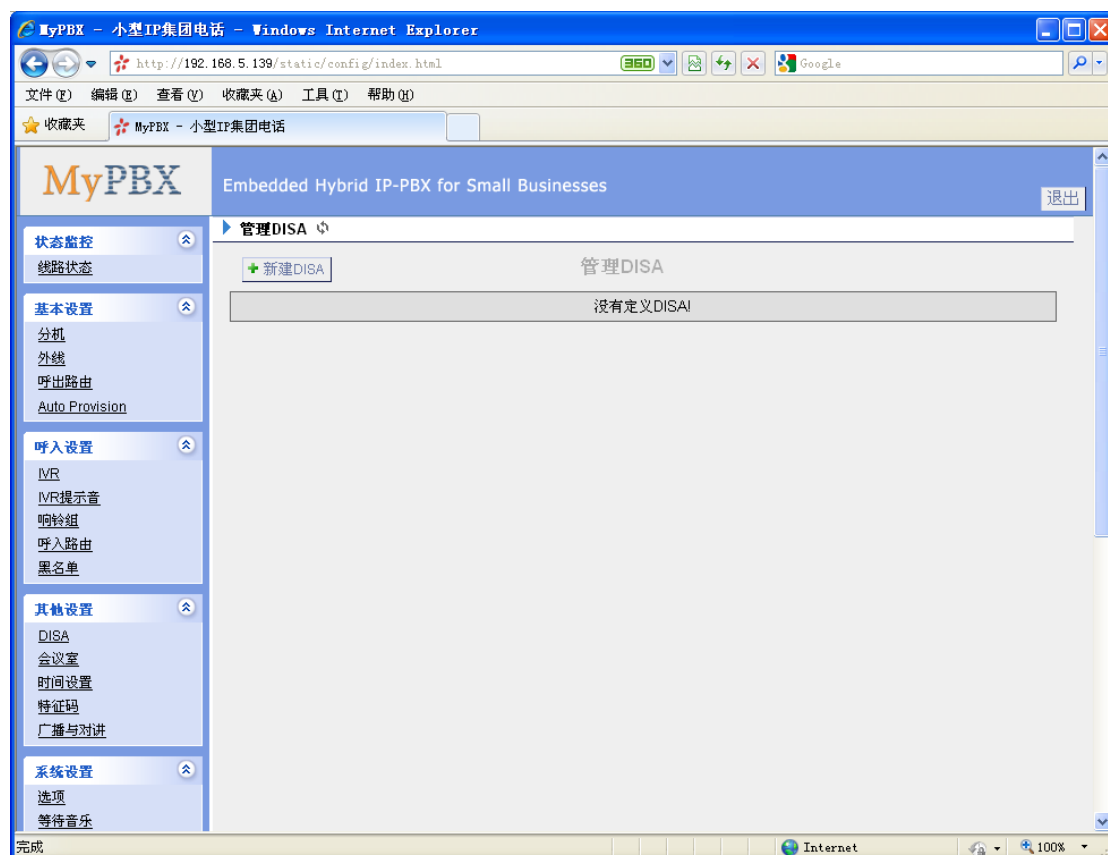 MyPBX - 小型IP集团电话 - Windows Internet Explorer
http://192.168.5.139/static/config/index.html
360
Google
文件(F) 编辑(E) 查看(V) 收藏夹(A) 工具(T) 帮助(H)
收藏夹
MyPBX - 小型IP集团电话
MyPBX
Embedded Hybrid IP-PBX for Small Businesses
退出
状态监控
线路状态
基本设置
分机
外线
呼出路由
Auto Provision
呼入设置
IVR
IVR提示音
响铃组
呼入路由
黑名单
其他设置
DISA
会议室
时间设置
特征码
广播与对讲
系统设置
选项
等待音乐
管理DISA
新建DISA
管理DISA
没有定义DISA!
完成
Internet
100%